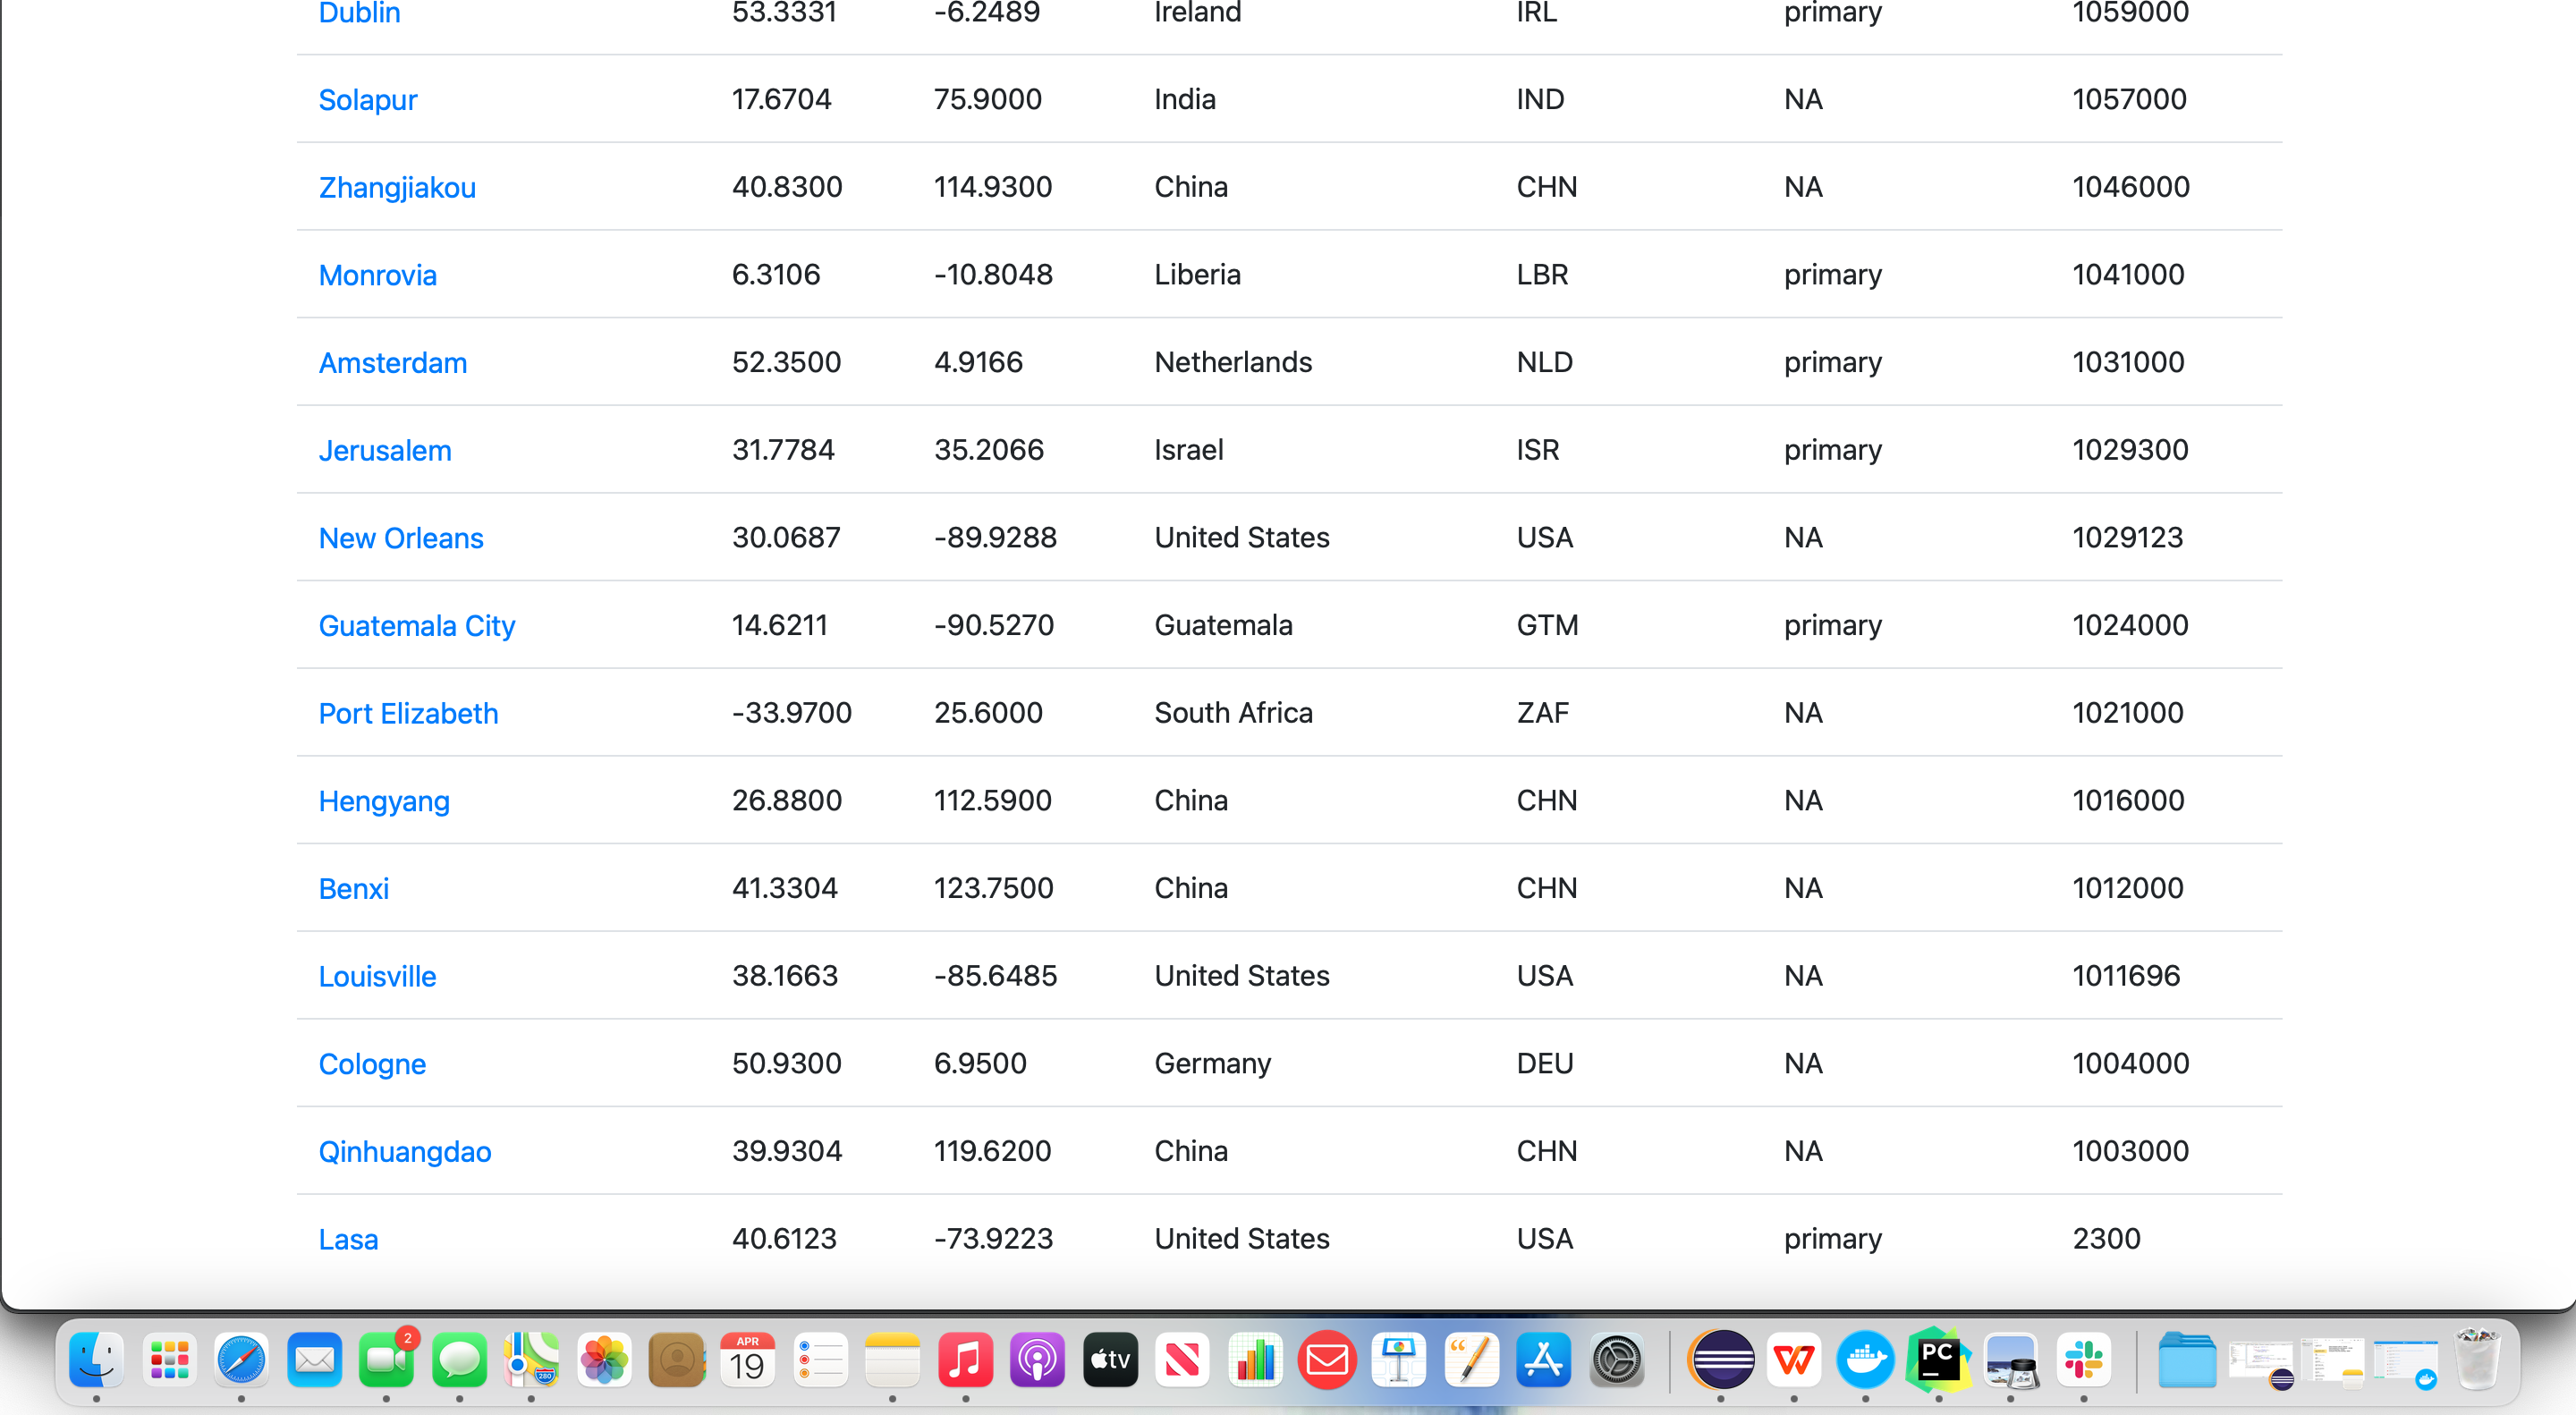 Dublin 53.3331 -6.2489 Ireland IRL primary 1059000
Solapur 17.6704 75.9000 India IND NA 1057000
Zhangjiakou 40.8300 114.9300 China CHN NA 1046000
Monrovia 6.3106 -10.8048 Liberia LBR primary 1041000
Amsterdam 52.3500 4.9166 Netherlands NLD primary 1031000
Jerusalem 31.7784 35.2066 Israel ISR primary 1029300
New Orleans 30.0687 -89.9288 United States USA NA 1029123
Guatemala City 14.6211 -90.5270 Guatemala GTM primary 1024000
Port Elizabeth -33.9700 25.6000 South Africa ZAF NA 1021000
Hengyang 26.8800 112.5900 China CHN NA 1016000
Benxi 41.3304 123.7500 China CHN NA 1012000
Louisville 38.1663 -85.6485 United States USA NA 1011696
Cologne 50.9300 6.9500 Germany DEU NA 1004000
Qinhuangdao 39.9304 119.6200 China CHN NA 1003000
Lasa 40.6123 -73.9223 United States USA primary 2300
2
280
APR
19
tv
PC